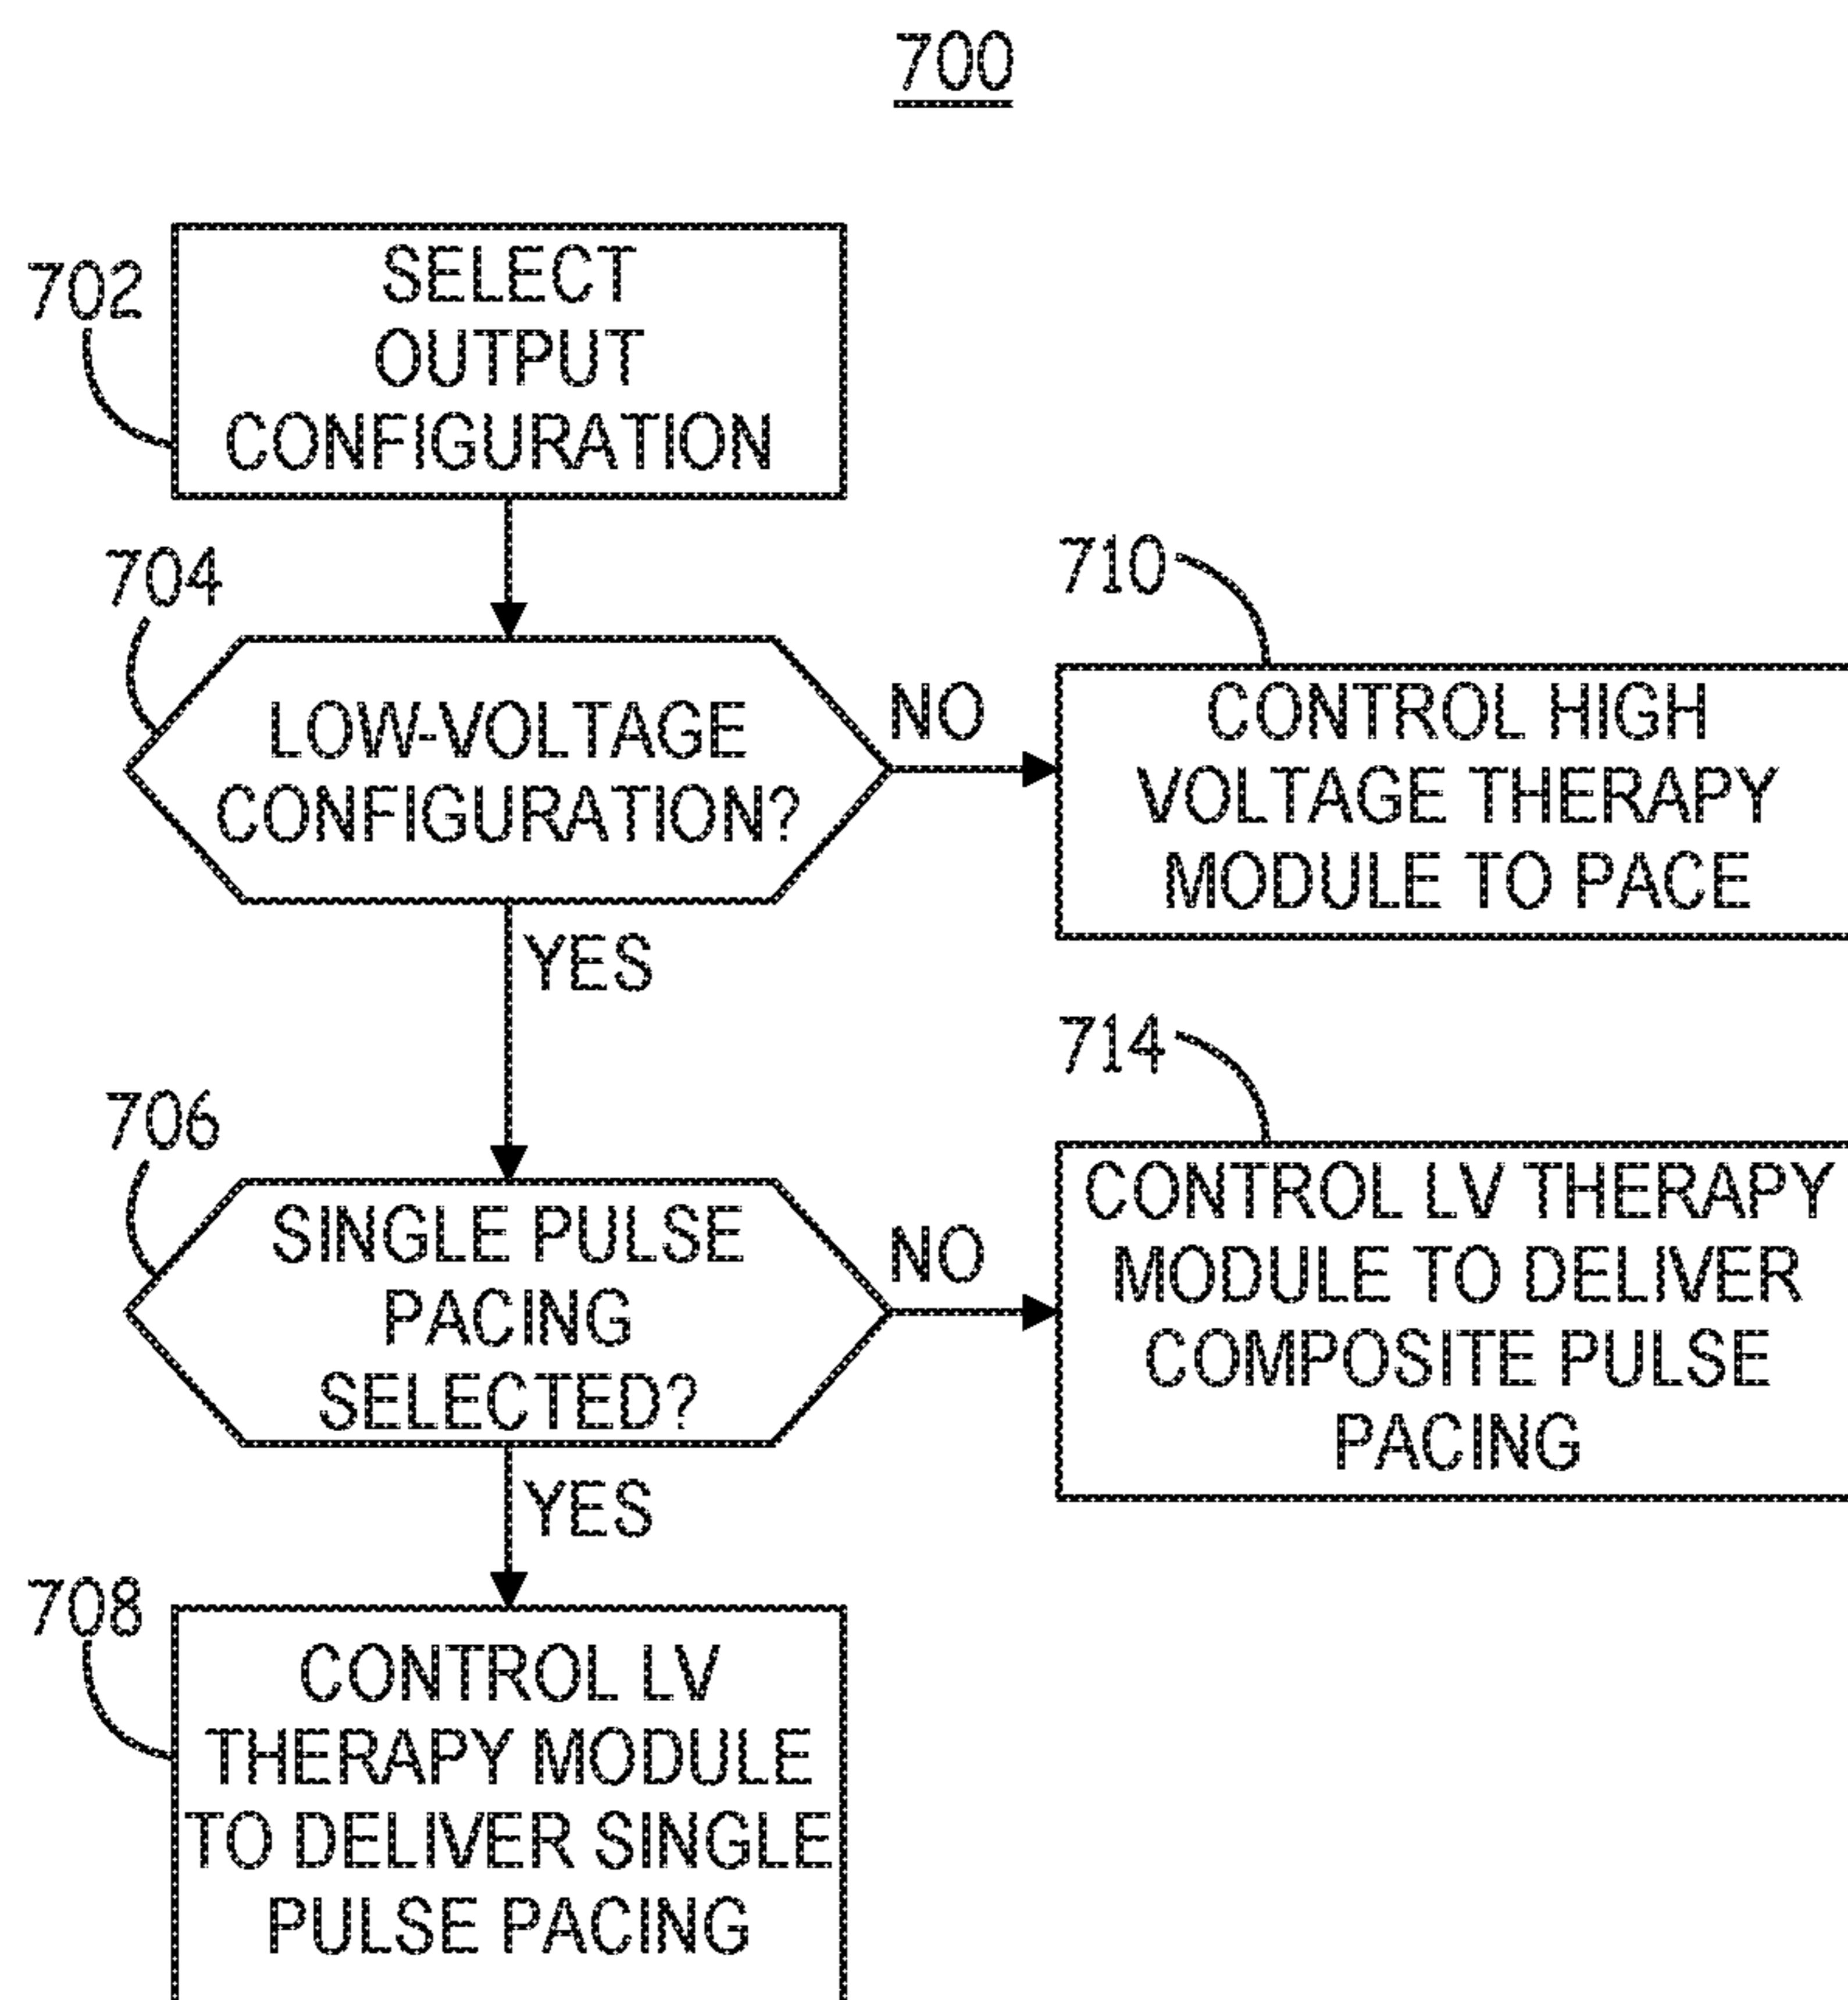 700
702
SELECT
OUTPUT
CONFIGURATION
704
LOW-VOLTAGE
CONFIGURATION?
NO
YES
710
CONTROL HIGH
VOLTAGE THERAPY
MODULE TO PACE
706
SINGLE PULSE
PACING
SELECTED?
NO
YES
714
CONTROL LV THERAPY
MODULE TO DELIVER
COMPOSITE PULSE
PACING
708
CONTROL LV
THERAPY MODULE
TO DELIVER SINGLE
PULSE PACING